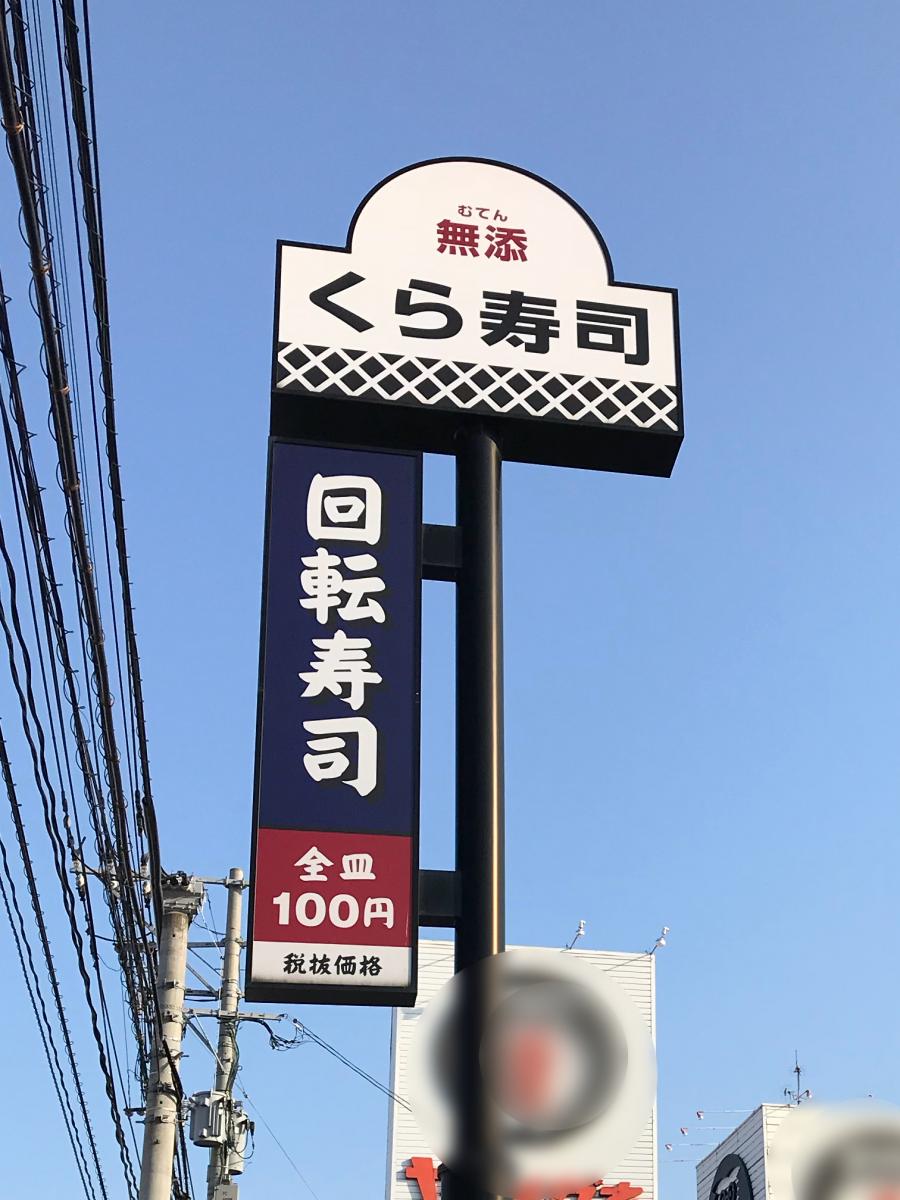 むてん
無添
くら寿司
回転寿司
全皿
100円
税抜価格